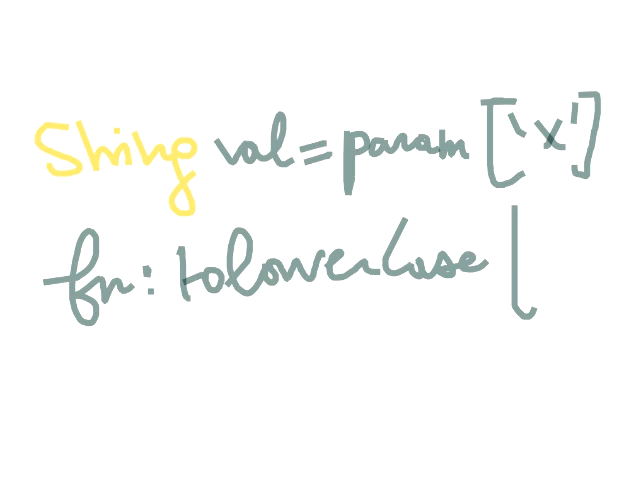 String val = param ['x']
fn: tolowerCase (